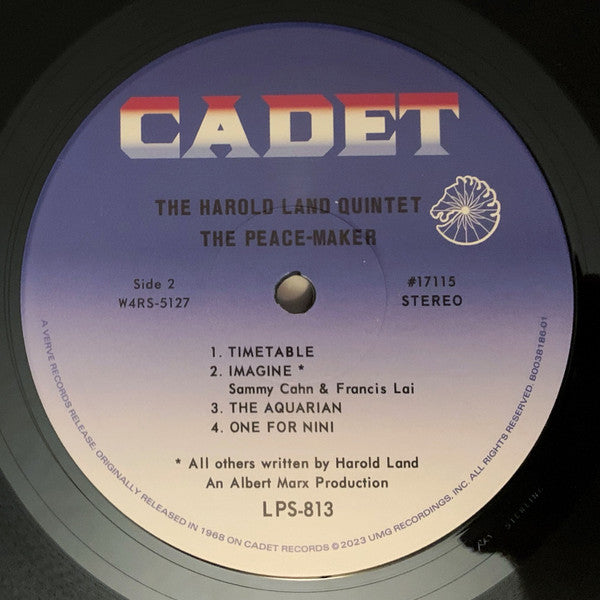 CADET
THE HAROLD LAND QUINTET
THE PEACE-MAKER
Side 2
W4RS-5127
#17115
STEREO
1. TIMETABLE
2. IMAGINE *
Sammy Cahn & Francis Lai
3. THE AQUARIAN
4. ONE FOR NINI
* All others written by Harold Land
An Albert Marx Production
LPS-813
A VERVE RECORDS RELEASE. ORIGINALLY RELEASED IN 1968 ON CADET RECORDS ©2023 UMG RECORDINGS, INC. ALL RIGHTS RESERVED. B0038186-01
STERLING